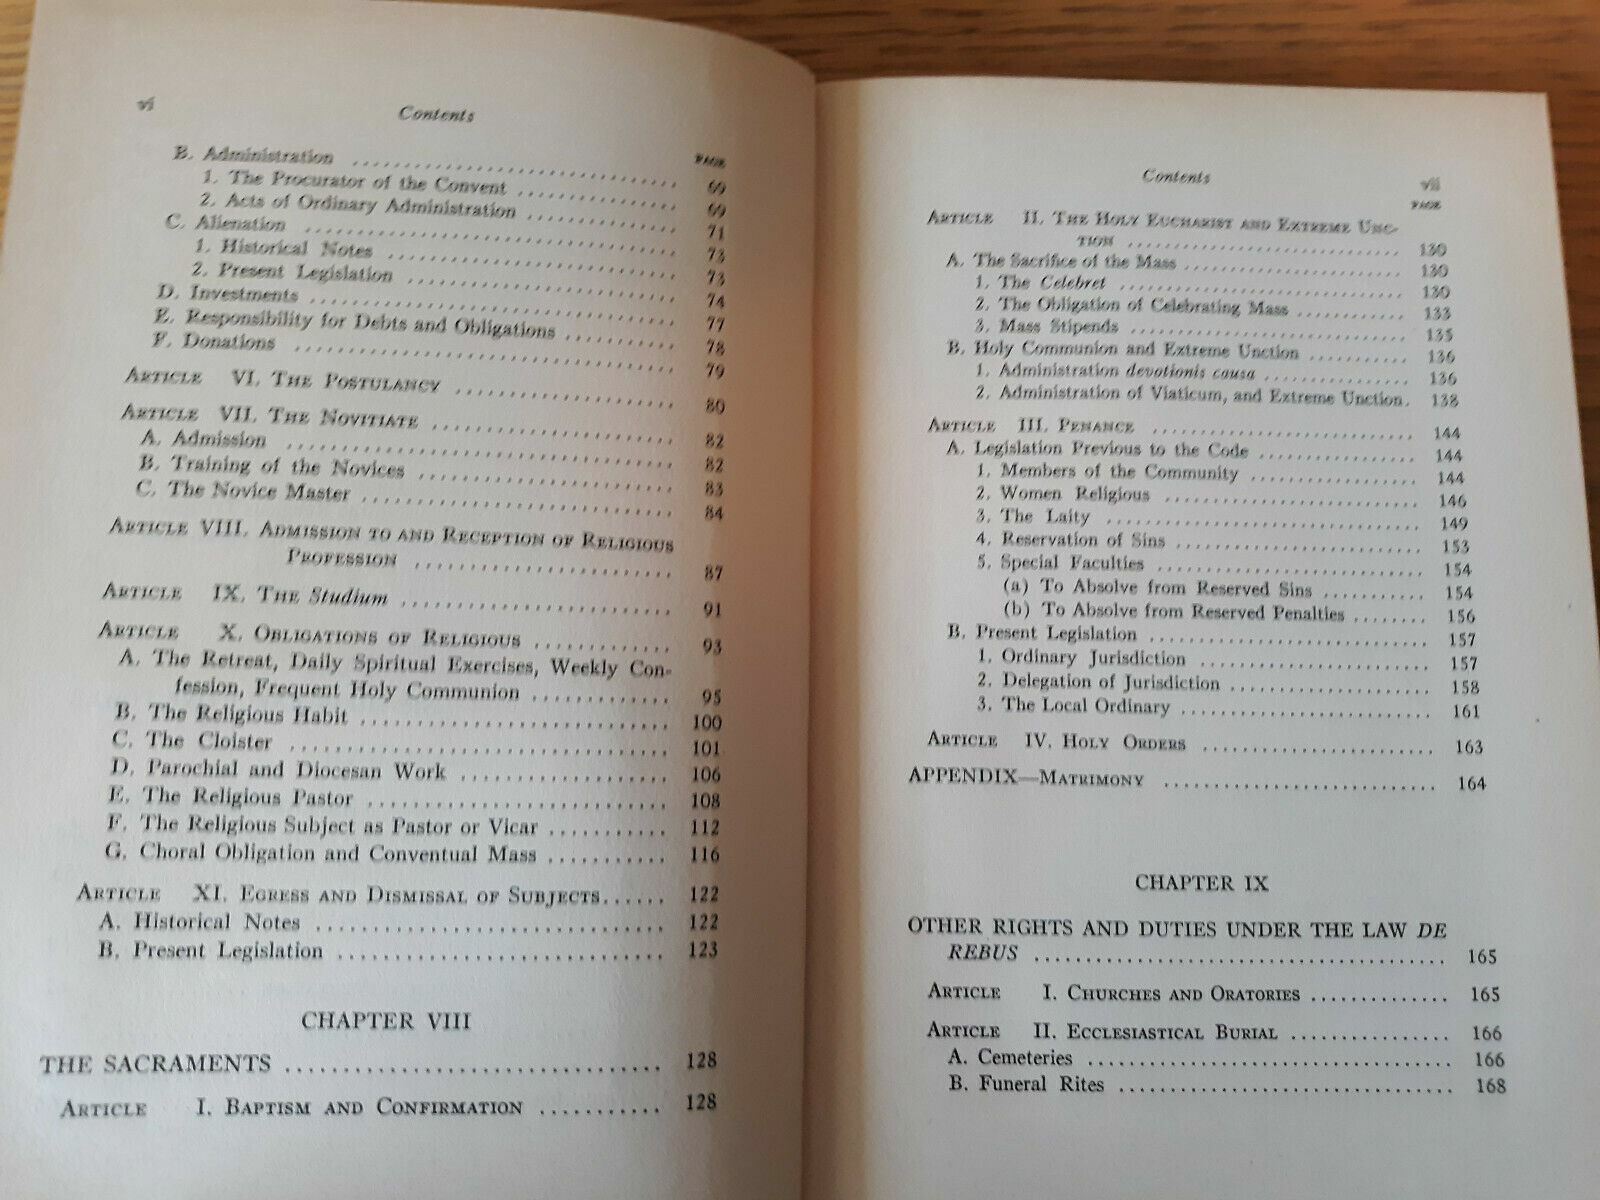 vi
Contents
PAGE
B. Administration ........................ 69
1. The Procurator of the Convent ............ 69
2. Acts of Ordinary Administration ........... 71
C. Alienation ........................... 73
1. Historical Notes ..................... 73
2. Present Legislation ................... 74
D. Investments .......................... 77
E. Responsibility for Debts and Obligations ........ 78
F. Donations ........................... 79
ARTICLE VI. THE POSTULANCY ................ 80
ARTICLE VII. THE NOVITIATE ................. 82
A. Admission ........................... 82
B. Training of the Novices ................. 83
C. The Novice Master ..................... 84
ARTICLE VIII. ADMISSION TO AND RECEPTION OF RELIGIOUS
PROFESSION ................... 87
ARTICLE IX. THE Studium .................... 91
ARTICLE X. OBLIGATIONS OF RELIGIOUS ............. 93
A. The Retreat, Daily Spiritual Exercises, Weekly Con-
fession, Frequent Holy Communion ............. 95
B. The Religious Habit ....................... 100
C. The Cloister ............................ 101
D. Parochial and Diocesan Work ................. 106
E. The Religious Pastor ....................... 108
F. The Religious Subject as Pastor or Vicar ........... 112
G. Choral Obligation and Conventual Mass ........... 116
ARTICLE XI. EGRESS AND DISMISSAL OF SUBJECTS...... 122
A. Historical Notes ......................... 122
B. Present Legislation ....................... 123
CHAPTER VIII
THE SACRAMENTS ................................ 128
ARTICLE I. BAPTISM AND CONFIRMATION ........... 128
Contents
vii
PAGE
ARTICLE II. THE HOLY EUCHARIST AND EXTREME UNC-
TION ....................... 130
A. The Sacrifice of the Mass ................... 130
1. The Celebret ......................... 130
2. The Obligation of Celebrating Mass ............ 133
3. Mass Stipends ....................... 135
B. Holy Communion and Extreme Unction ........... 136
1. Administration devotionis causa .............. 136
2. Administration of Viaticum, and Extreme Unction. 138
ARTICLE III. PENANCE ....................... 144
A. Legislation Previous to the Code ................ 144
1. Members of the Community ................. 144
2. Women Religious ....................... 146
3. The Laity ............................ 149
4. Reservation of Sins ...................... 153
5. Special Faculties ........................ 154
(a) To Absolve from Reserved Sins ............ 154
(b) To Absolve from Reserved Penalties ........ 156
B. Present Legislation ........................ 157
1. Ordinary Jurisdiction ..................... 157
2. Delegation of Jurisdiction ................... 158
3. The Local Ordinary ....................... 161
ARTICLE IV. HOLY ORDERS ........................ 163
APPENDIX—MATRIMONY ............................ 164
CHAPTER IX
OTHER RIGHTS AND DUTIES UNDER THE LAW DE
REBUS ........................................ 165
ARTICLE I. CHURCHES AND ORATORIES .............. 165
ARTICLE II. ECCLESIASTICAL BURIAL ................ 166
A. Cemeteries ................................ 166
B. Funeral Rites .............................. 168